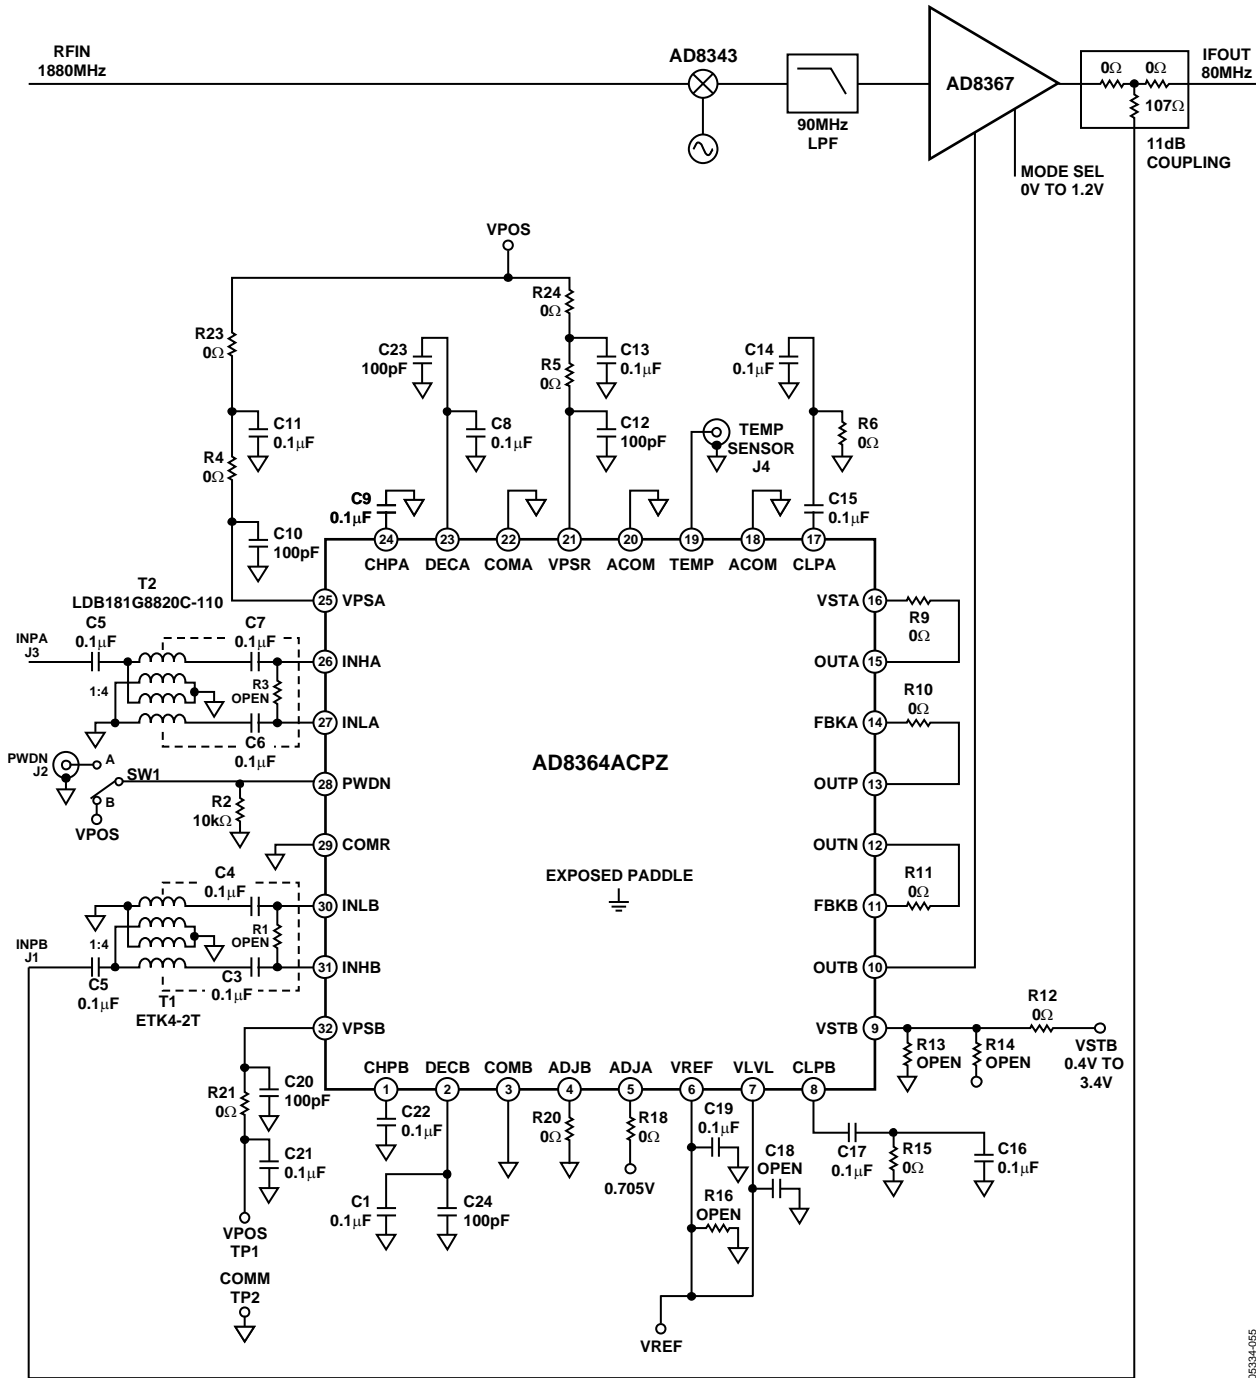 RFIN
1880MHz
AD8343
90MHz
LPF
AD8367
MODE SEL
0V TO 1.2V
0Ω
0Ω
107Ω
11dB
COUPLING
IFOUT
80MHz
VPOS
R23
0Ω
C11
0.1μF
R4
0Ω
C10
100pF
C23
100pF
C8
0.1μF
R24
0Ω
C13
0.1μF
R5
0Ω
C12
100pF
TEMP
SENSOR
J4
C14
0.1μF
R6
0Ω
C9
0.1μF
C15
0.1μF
24
23
22
21
20
19
18
17
CHPA
DECA
COMA
VPSR
ACOM
TEMP
ACOM
CLPA
T2
LDB181G8820C-110
C5
0.1μF
C7
0.1μF
INPA
J3
1:4
R3
OPEN
C6
0.1μF
25 VPSA
26 INHA
27 INLA
PWDN
J2
A
SW1
B
VPOS
R2
10kΩ
28 PWDN
29 COMR
C4
0.1μF
30 INLB
INPB
J1
1:4
R1
OPEN
31 INHB
C5
0.1μF
C3
0.1μF
T1
ETK4-2T
32 VPSB
AD8364ACPZ
EXPOSED PADDLE
VSTA 16
R9
0Ω
OUTA 15
FBKA 14
R10
0Ω
OUTP 13
OUTN 12
R11
0Ω
FBKB 11
OUTB 10
VSTB 9
R12
0Ω
R13
OPEN
R14
OPEN
VSTB
0.4V TO
3.4V
CHPB
DECB
COMB
ADJB
ADJA
VREF
VLVL
CLPB
1
2
3
4
5
6
7
8
R21
0Ω
C20
100pF
C21
0.1μF
VPOS
TP1
COMM
TP2
C22
0.1μF
C1
0.1μF
C24
100pF
R20
0Ω
R18
0Ω
0.705V
C19
0.1μF
R16
OPEN
C18
OPEN
C17
0.1μF
R15
0Ω
C16
0.1μF
VREF
05334-055